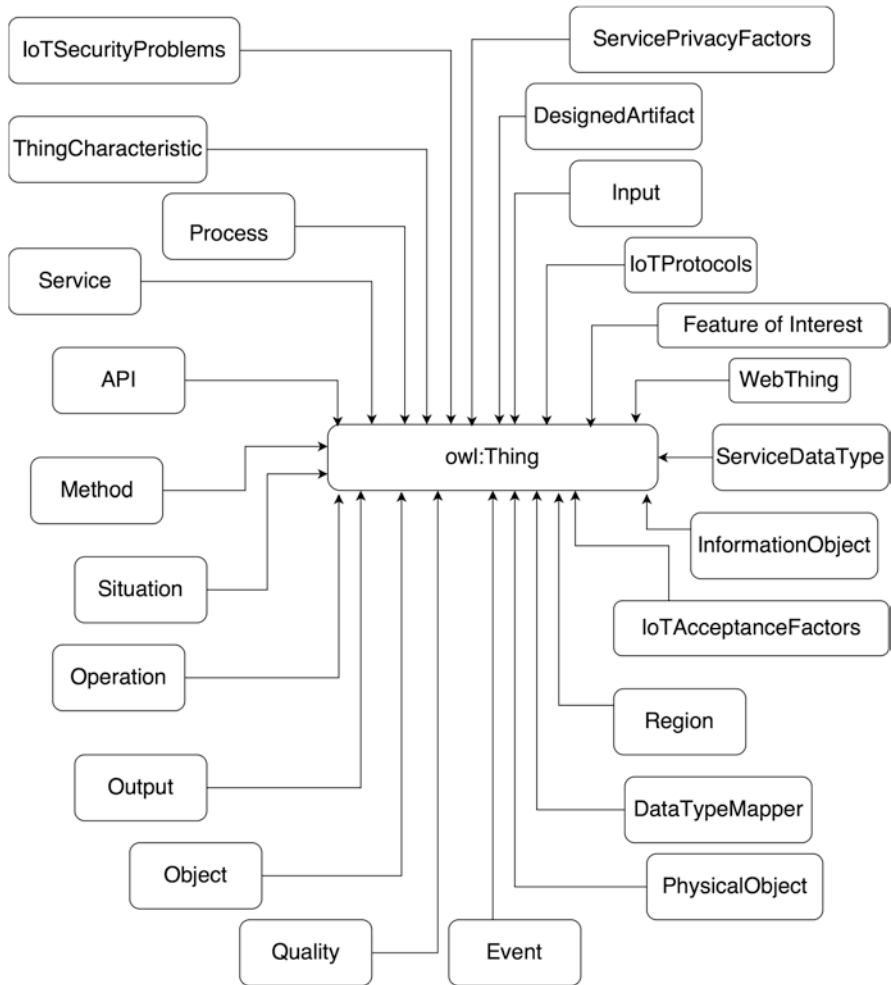 IoTSecurityProblems
ServicePrivacyFactors
DesignedArtifact
ThingCharacteristic
Input
Process
IoTProtocols
Service
Feature of Interest
API
WebThing
owl:Thing
ServiceDataType
Method
InformationObject
Situation
IoTAcceptanceFactors
Operation
Region
Output
DataTypeMapper
Object
PhysicalObject
Quality
Event